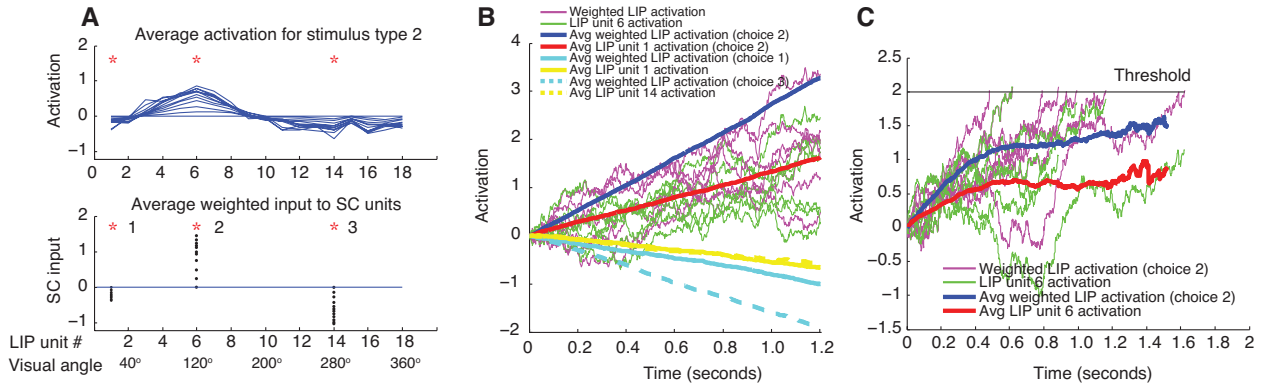 A
Average activation for stimulus type 2
Activation
2
1
0
−1
* * *
0 2 4 6 8 10 12 14 16 18
Average weighted input to SC units
SC input
2
1
0
−1
* 1 * 2 * 3
LIP unit # 2 4 6 8 10 12 14 16 18
Visual angle 40° 120° 200° 280° 360°
B
Weighted LIP activation
LIP unit 6 activation
Avg weighted LIP activation (choice 2)
Avg LIP unit 1 activation (choice 2)
Avg weighted LIP activation (choice 1)
Avg LIP unit 1 activation
Avg weighted LIP activation (choice 3)
Avg LIP unit 14 activation
Activation
4
3
2
1
0
−1
−2
0 0.2 0.4 0.6 0.8 1.0 1.2
Time (seconds)
C
Threshold
Activation
2.5
2
1.5
1
0.5
0
−0.5
−1
−1.5
Weighted LIP activation (choice 2)
LIP unit 6 activation
Avg weighted LIP activation (choice 2)
Avg LIP unit 6 activation
0 0.2 0.4 0.6 0.8 1.0 1.2 1.4 1.6 1.8 2
Time (seconds)